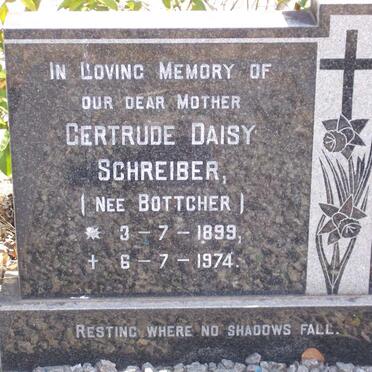 IN LOVING MEMORY OF
OUR DEAR MOTHER
GERTRUDE DAISY
SCHREIBER,
( NEE BOTTCHER )
* 3 - 7 - 1899,
† 6 - 7 - 1974.
RESTING WHERE NO SHADOWS FALL.